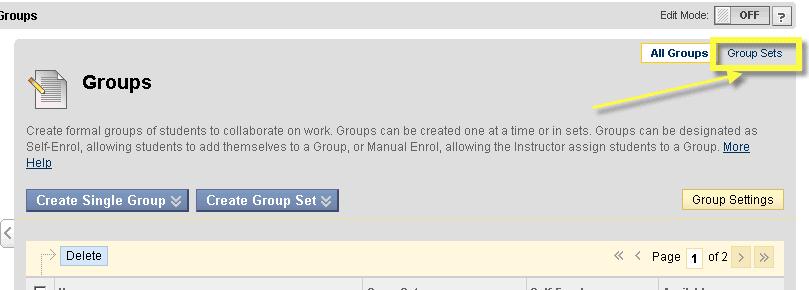 Groups
Edit Mode: OFF ?
All Groups Group Sets
Groups
Create formal groups of students to collaborate on work. Groups can be created one at a time or in sets. Groups can be designated as
Self-Enrol, allowing students to add themselves to a Group, or Manual Enrol, allowing the Instructor assign students to a Group. More
Help
Create Single Group Create Group Set Group Settings
Delete Page 1 of 2